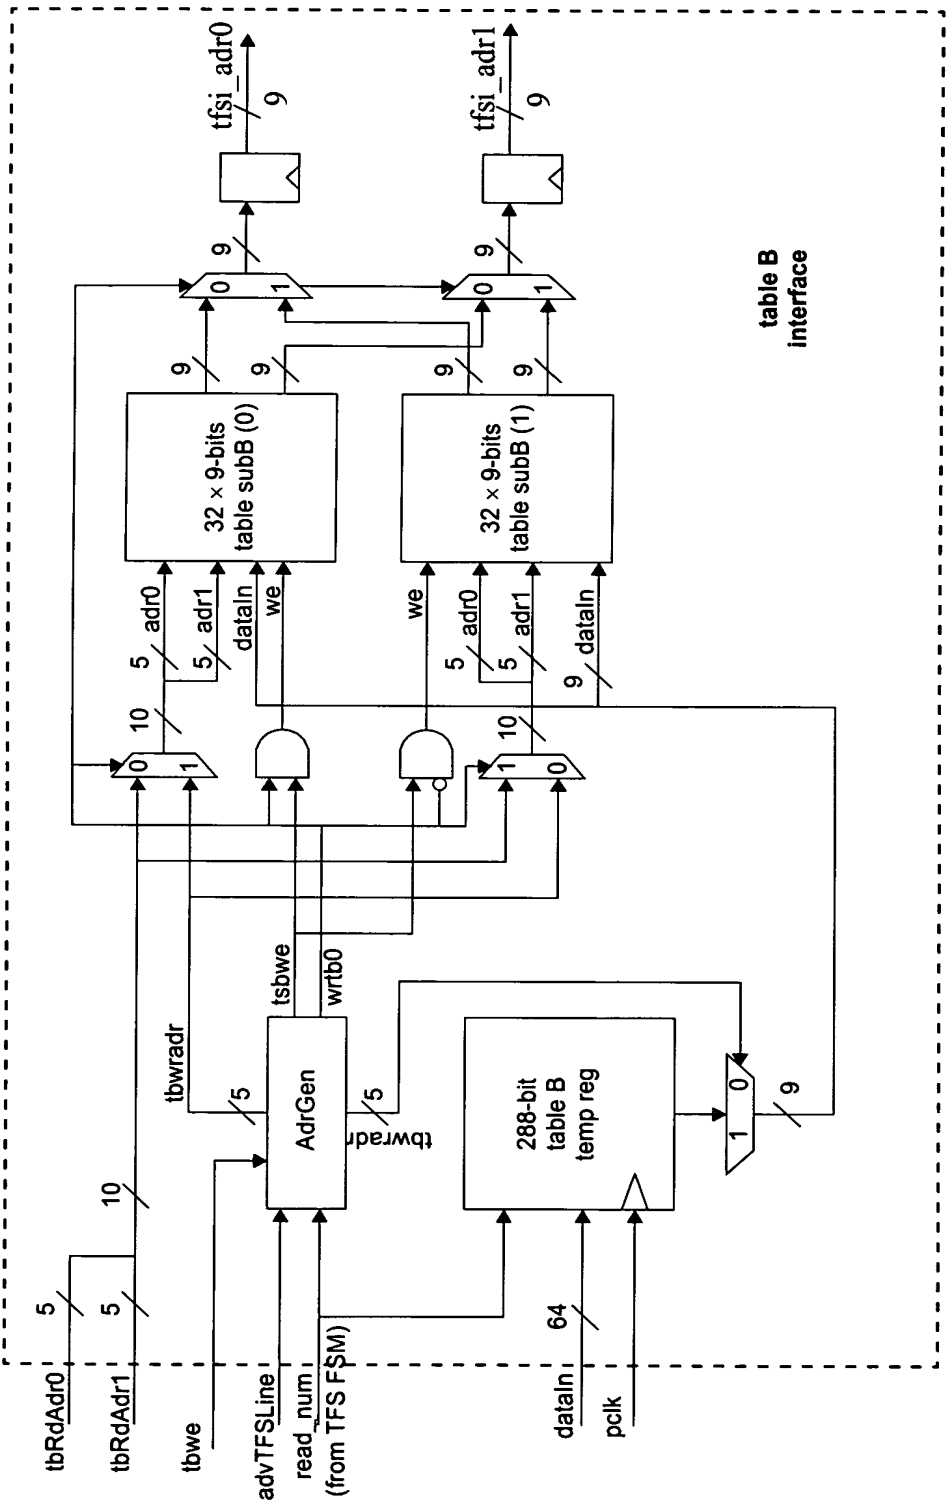 tbRdAdr0
5
tbRdAdr1
5
10
tbwe
advTFSLine
read_num
(from TFS FSM)
dataIn
64
pclk
tbwradr
5
AdrGen
5
tbwradr
tsbwe
wrtb0
288-bit
table B
temp reg
1
0
9
0
1
10
5
adr0
5
adr1
dataIn
we
32 × 9-bits
table subB (0)
9
9
0
1
9
tfsi_adr0
9
1
0
10
we
5
adr0
5
adr1
9
dataIn
32 × 9-bits
table subB (1)
9
9
0
1
9
tfsi_adr1
9
table B
interface